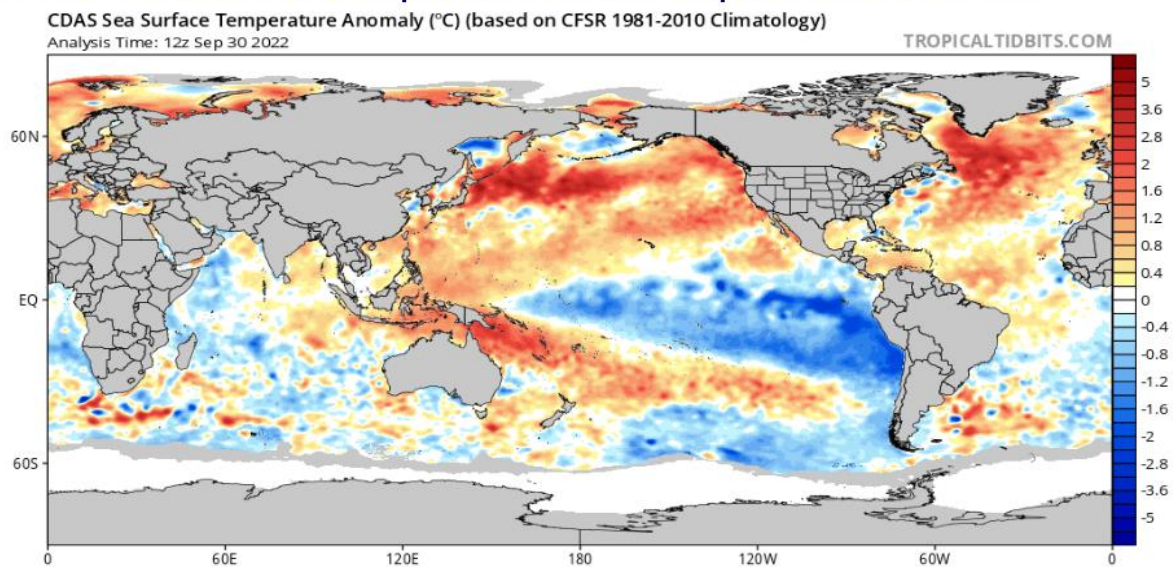 CDAS Sea Surface Temperature Anomaly (°C) (based on CFSR 1981-2010 Climatology)
Analysis Time: 12z Sep 30 2022
TROPICALTIDBITS.COM
60N
EQ
60S
0
60E
120E
180
120W
60W
0
5
3.6
2.8
2
1.6
1.2
0.8
0.4
0
-0.4
-0.8
-1.2
-1.6
-2
-2.8
-3.6
-5